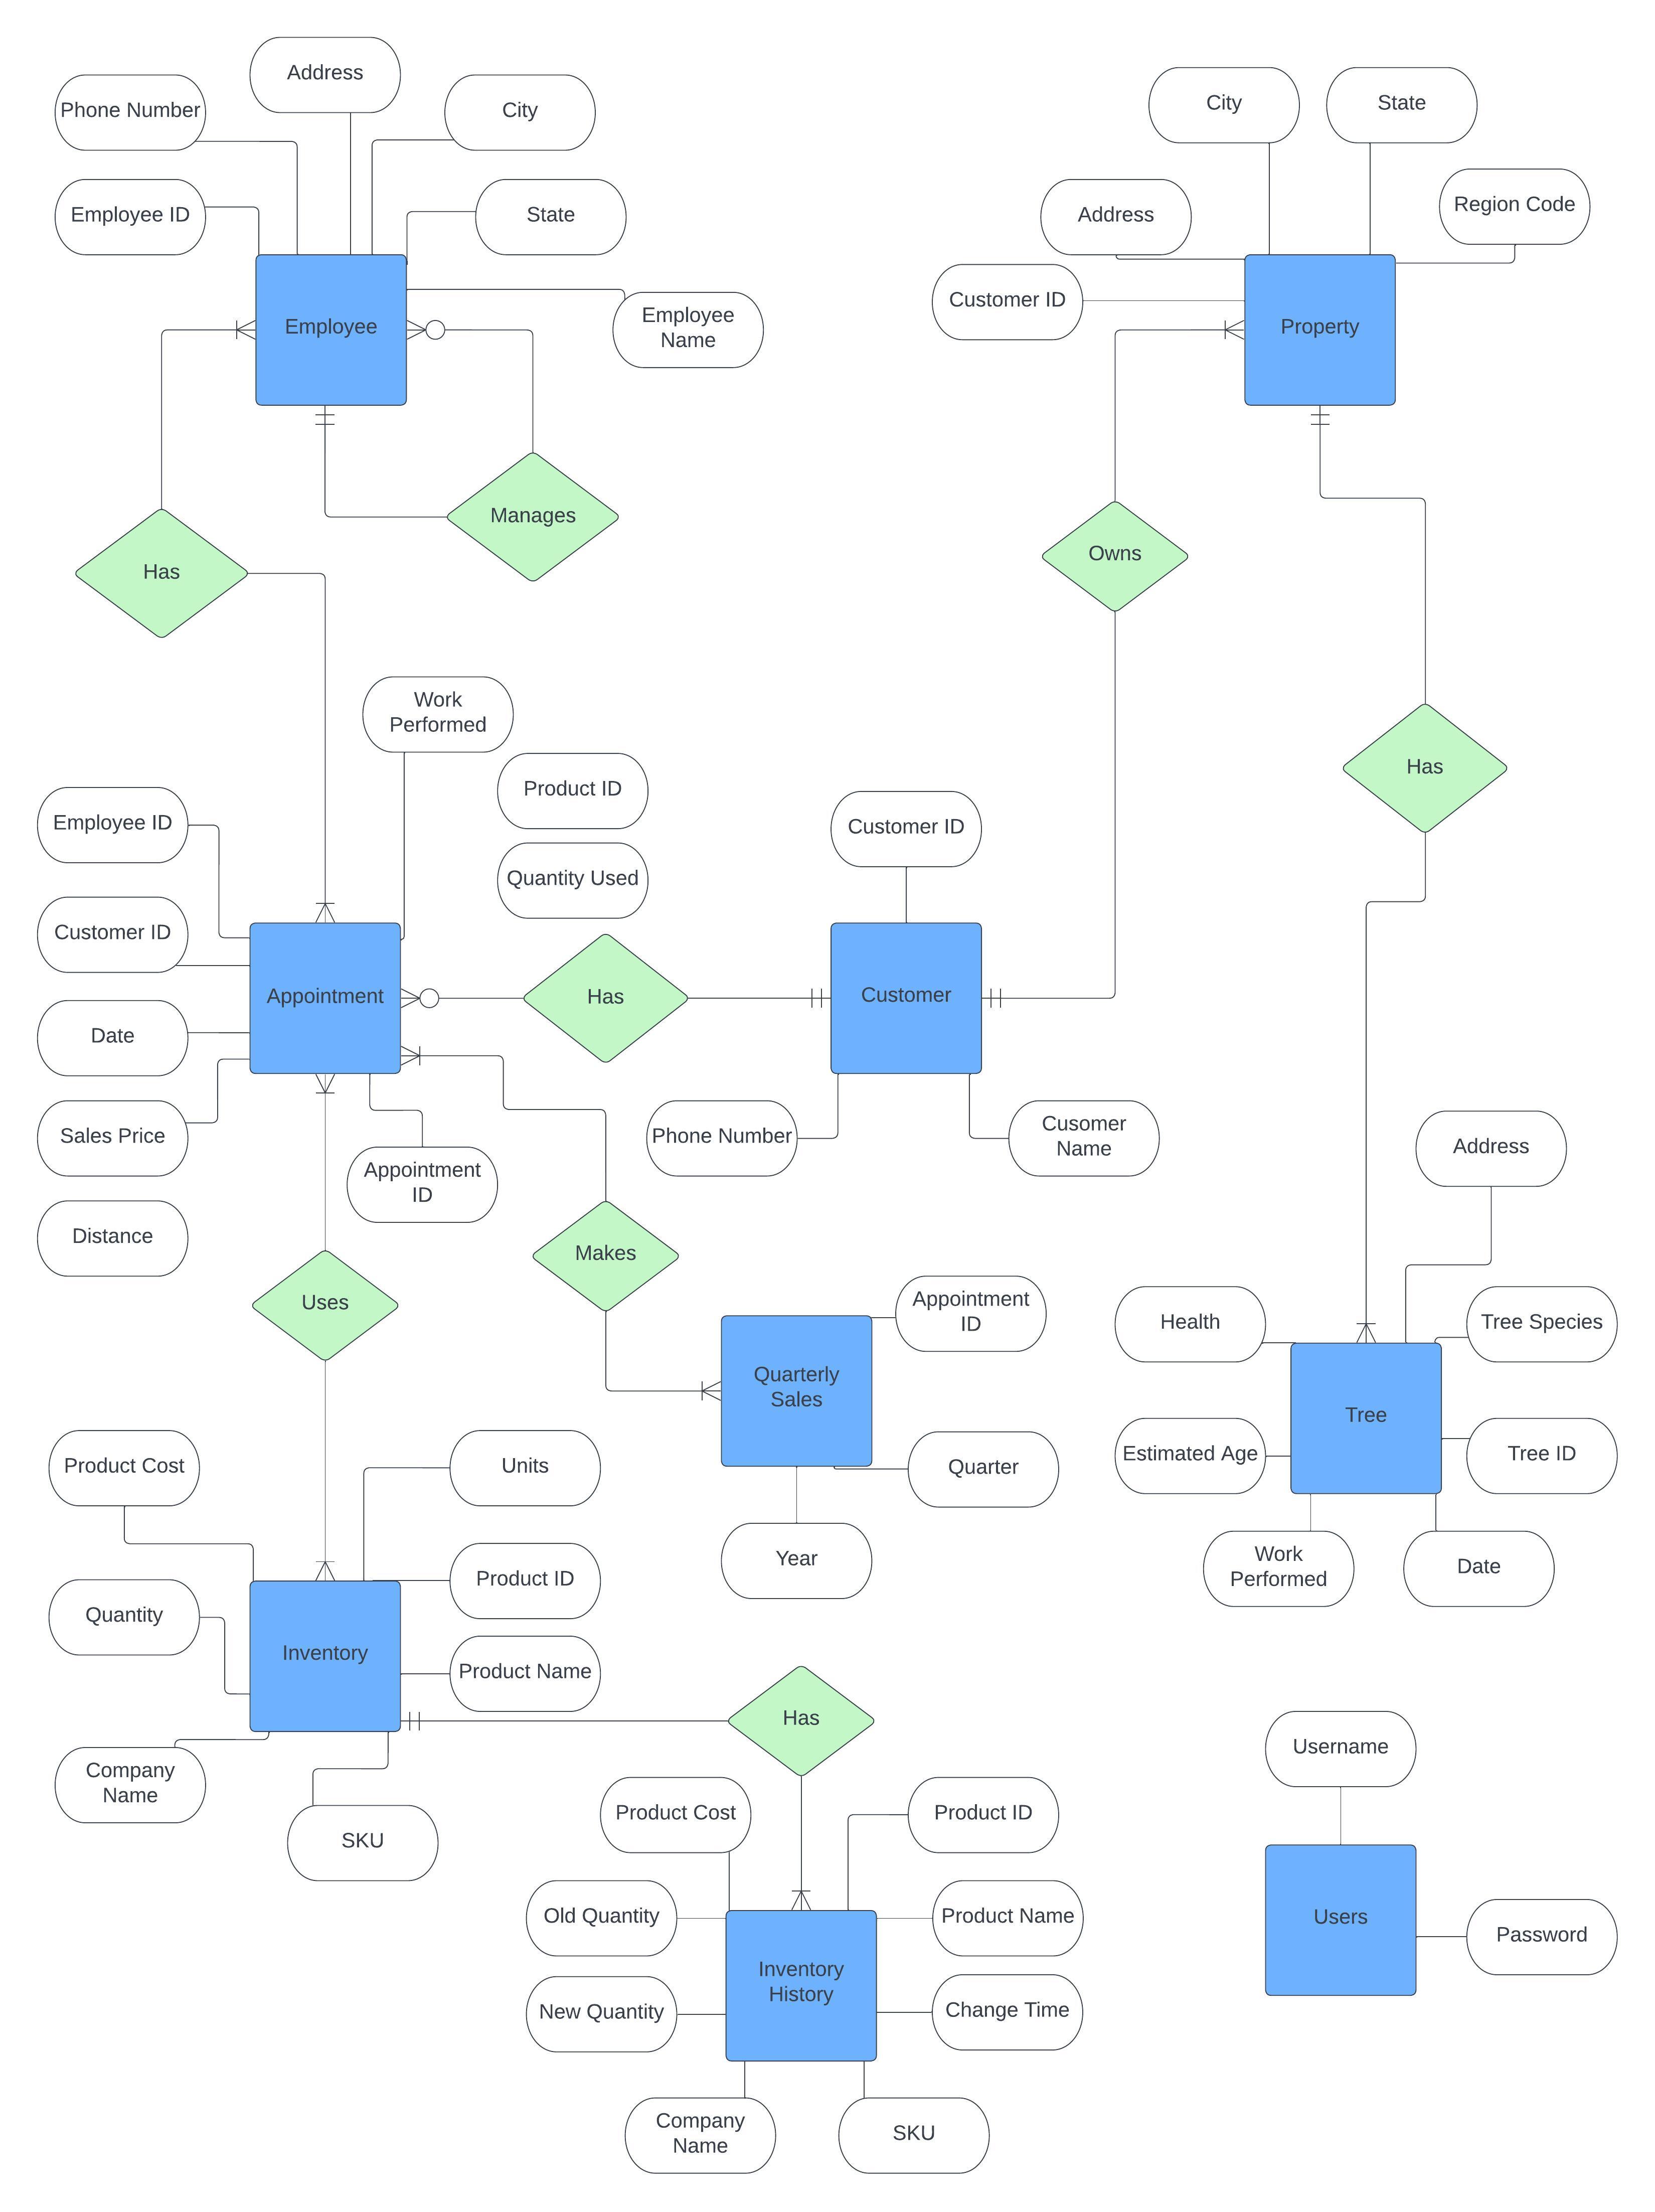 Address
Phone Number
City
City
State
Employee ID
State
Address
Region Code
Customer ID
Employee
Employee
Name
Property
Manages
Has
Owns
Work
Performed
Has
Product ID
Employee ID
Customer ID
Quantity Used
Customer ID
Appointment
Has
Customer
Date
Sales Price
Phone Number
Cusomer
Name
Address
Appointment
ID
Distance
Makes
Uses
Appointment
ID
Health
Tree Species
Quarterly
Sales
Tree
Product Cost
Units
Quarter
Estimated Age
Tree ID
Year
Work
Performed
Date
Product ID
Quantity
Inventory
Product Name
Has
Username
Company
Name
SKU
Product Cost
Product ID
Old Quantity
Product Name
Users
Password
Inventory
History
New Quantity
Change Time
Company
Name
SKU